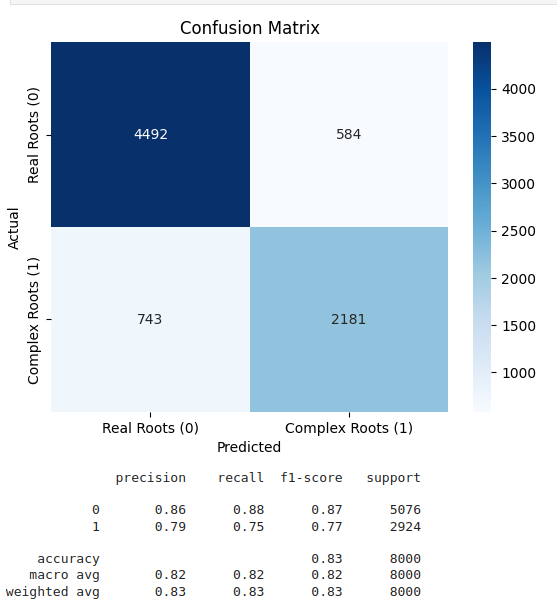 Confusion Matrix
Real Roots (0)
4492
584
4000
3500
3000
2500
2000
1500
1000
Actual
Complex Roots (1)
743
2181
Real Roots (0)
Complex Roots (1)
Predicted
precision recall f1-score support
0 0.86 0.88 0.87 5076
1 0.79 0.75 0.77 2924
accuracy 0.83 8000
macro avg 0.82 0.82 0.82 8000
weighted avg 0.83 0.83 0.83 8000